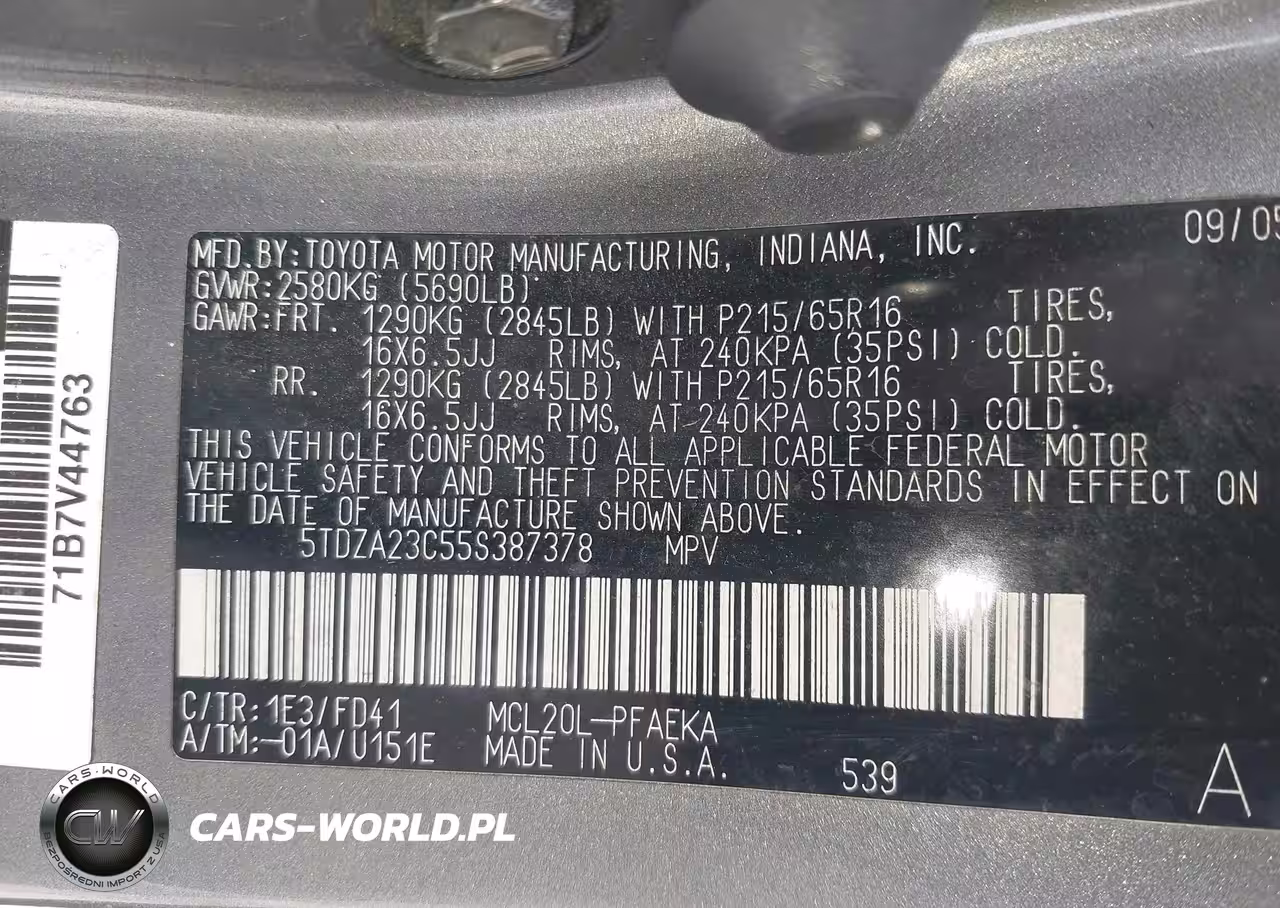 09/05
MFD.BY:TOYOTA MOTOR MANUFACTURING, INDIANA, INC.
GVWR:2580KG (5690LB)
GAWR:FRT. 1290KG (2845LB) WITH P215/65R16 TIRES,
16X6.5JJ RIMS, AT 240KPA (35PSI) COLD.
RR. 1290KG (2845LB) WITH P215/65R16 TIRES,
16X6.5JJ RIMS, AT 240KPA (35PSI) COLD.
THIS VEHICLE CONFORMS TO ALL APPLICABLE FEDERAL MOTOR
VEHICLE SAFETY AND THEFT PREVENTION STANDARDS IN EFFECT ON
THE DATE OF MANUFACTURE SHOWN ABOVE.
5TDZA23C55S387378 MPV
C/TR:1E3/FD41 MCL20L-PFAEKA
A/TM:-01A/U151E MADE IN U.S.A.
539
A
71B7V44763
CARS-WORLD
CW
BEZPOŚREDNI IMPORT Z USA
CARS-WORLD.PL